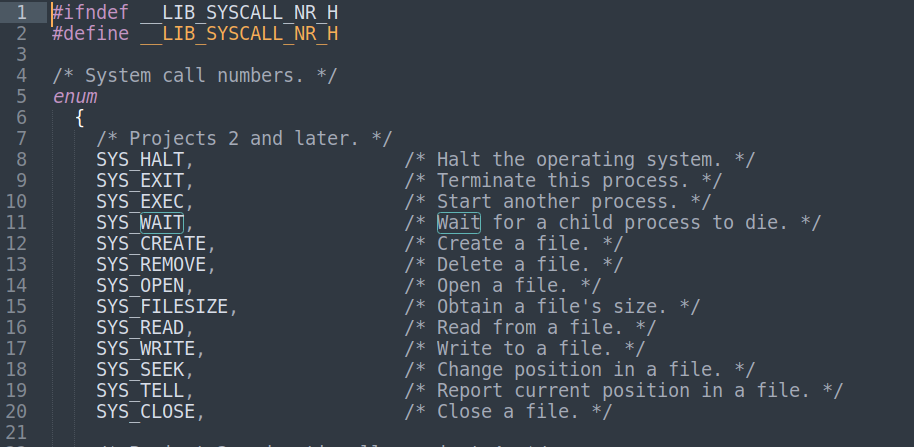 1 #ifndef __LIB_SYSCALL_NR_H
2 #define __LIB_SYSCALL_NR_H
3
4 /* System call numbers. */
5 enum
6 {
7 /* Projects 2 and later. */
8 SYS_HALT, /* Halt the operating system. */
9 SYS_EXIT, /* Terminate this process. */
10 SYS_EXEC, /* Start another process. */
11 SYS_WAIT, /* Wait for a child process to die. */
12 SYS_CREATE, /* Create a file. */
13 SYS_REMOVE, /* Delete a file. */
14 SYS_OPEN, /* Open a file. */
15 SYS_FILESIZE, /* Obtain a file's size. */
16 SYS_READ, /* Read from a file. */
17 SYS_WRITE, /* Write to a file. */
18 SYS_SEEK, /* Change position in a file. */
19 SYS_TELL, /* Report current position in a file. */
20 SYS_CLOSE, /* Close a file. */
21